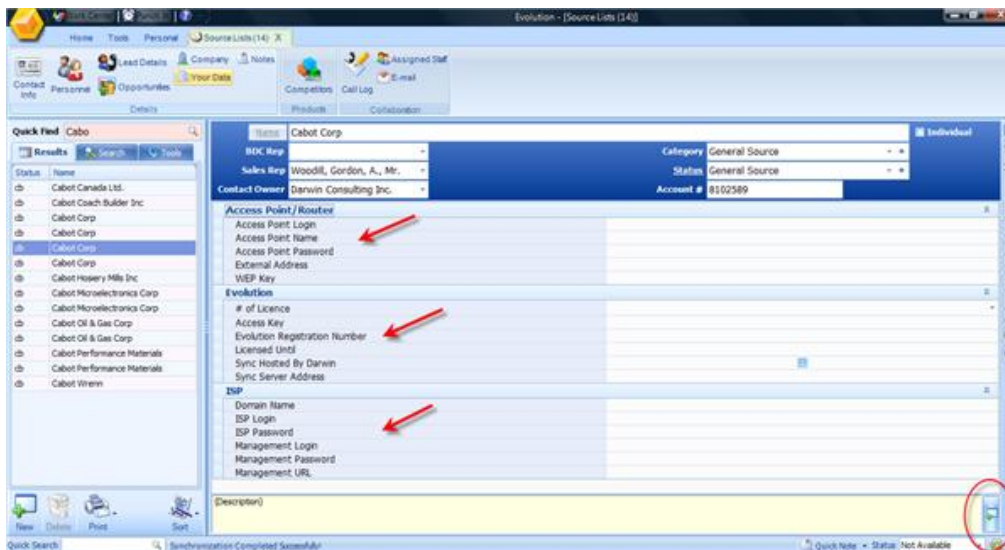 Evolution - [Source Lists (14)]
Home Tools Personal Source Lists (14) X
Contact Info
Personnel
Lead Details
Opportunities
Company
Notes
Your Data
Details
Competitors
Products
Call Log
Assigned Staff
E-mail
Collaboration
Quick Find Cabo
Results Search Tools
Status Name
Cabot Canada Ltd.
Cabot Coach Builder Inc
Cabot Corp
Cabot Corp
Cabot Corp
Cabot Corp
Cabot Hosiery Mills Inc
Cabot Microelectronics Corp
Cabot Microelectronics Corp
Cabot Oil & Gas Corp
Cabot Oil & Gas Corp
Cabot Performance Materials
Cabot Performance Materials
Cabot Wrenn
New Delete Print Sort
Name Cabot Corp
Individual
BDC Rep
Category General Source
Sales Rep Woodill, Gordon, A., Mr.
Status General Source
Contact Owner Darwin Consulting Inc.
Account # 8102589
Access Point/Router
Access Point Login
Access Point Name
Access Point Password
External Address
WEP Key
Evolution
# of Licence
Access Key
Evolution Registration Number
Licensed Until
Sync Hosted By Darwin
Sync Server Address
ISP
Domain Name
ISP Login
ISP Password
Management Login
Management Password
Management URL
(Description)
Quick Search
Synchronization Completed Successfully!
Quick Note Status Not Available